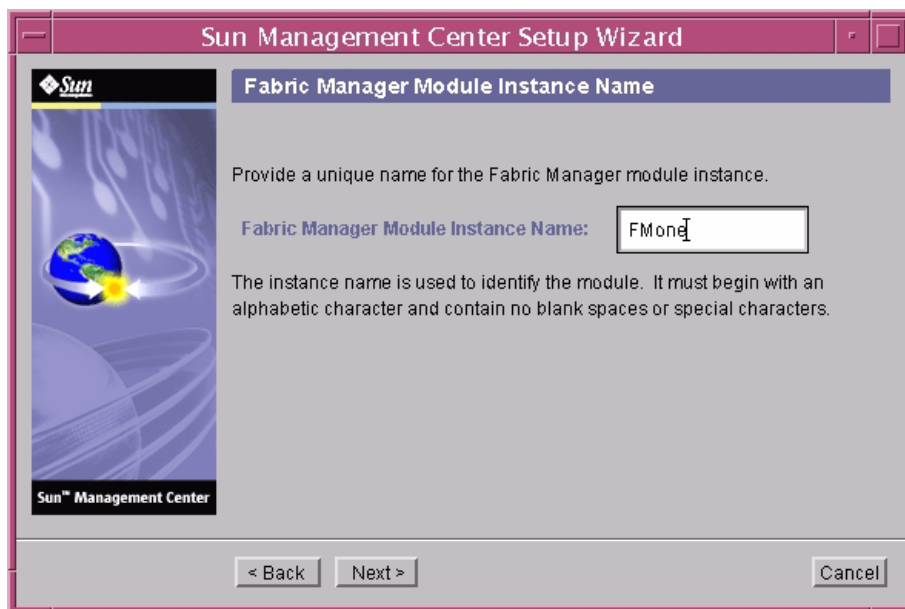 Sun Management Center Setup Wizard
Sun
Fabric Manager Module Instance Name
Provide a unique name for the Fabric Manager module instance.
Fabric Manager Module Instance Name: FMone
The instance name is used to identify the module. It must begin with an
alphabetic character and contain no blank spaces or special characters.
Sun™ Management Center
< Back Next > Cancel